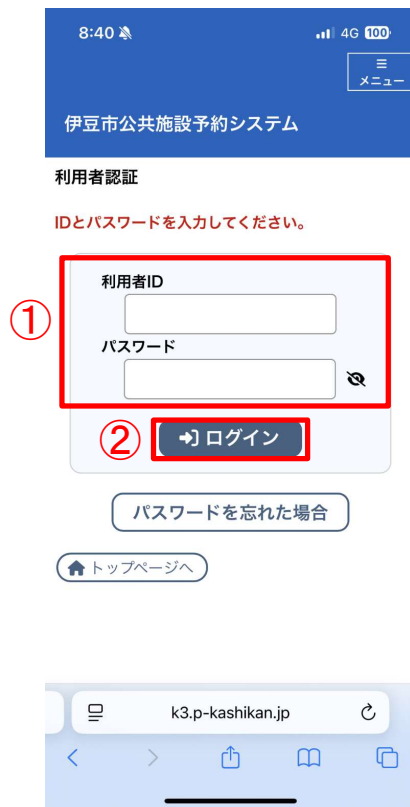 8:40
4G 100
メニュー
伊豆市公共施設予約システム
利用者認証
IDとパスワードを入力してください。
①
利用者ID
パスワード
② ログイン
パスワードを忘れた場合
トップページへ
k3.p-kashikan.jp